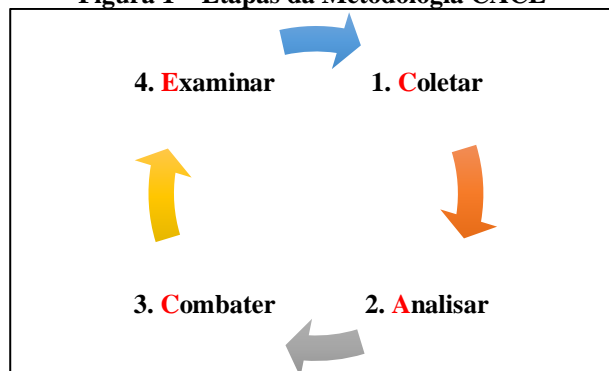 Figura 1 – Etapas da Metodologia CACE
4. Examinar
1. Coletar
3. Combater
2. Analisar